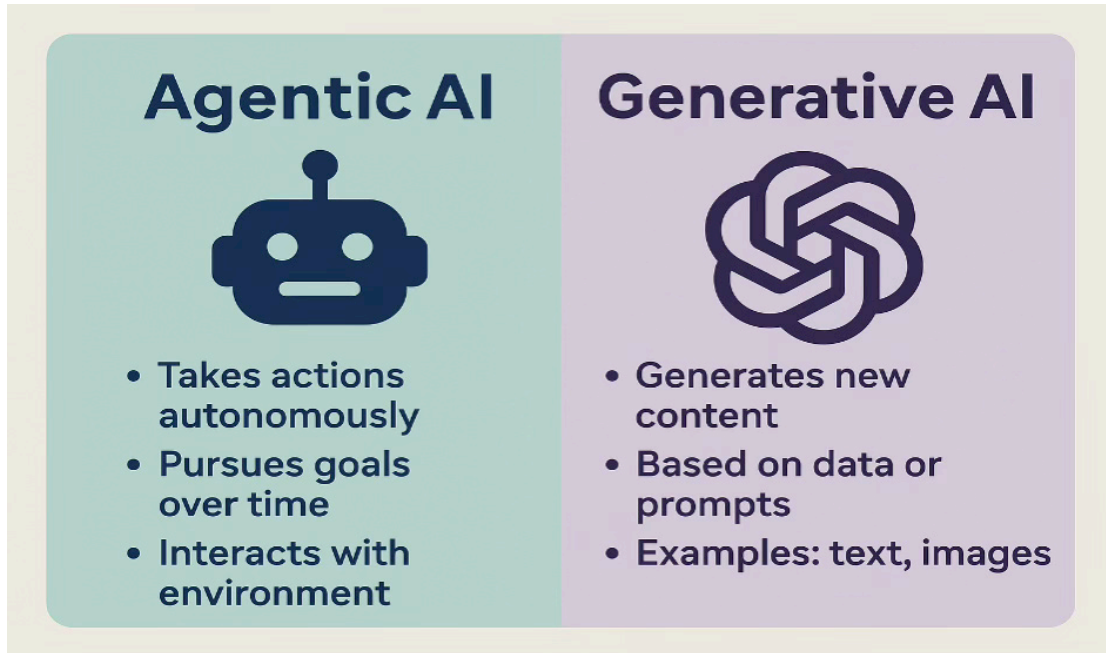 Agentic AI
• Takes actions
autonomously
• Pursues goals
over time
• Interacts with
environment
Generative AI
• Generates new
content
• Based on data or
prompts
• Examples: text, images